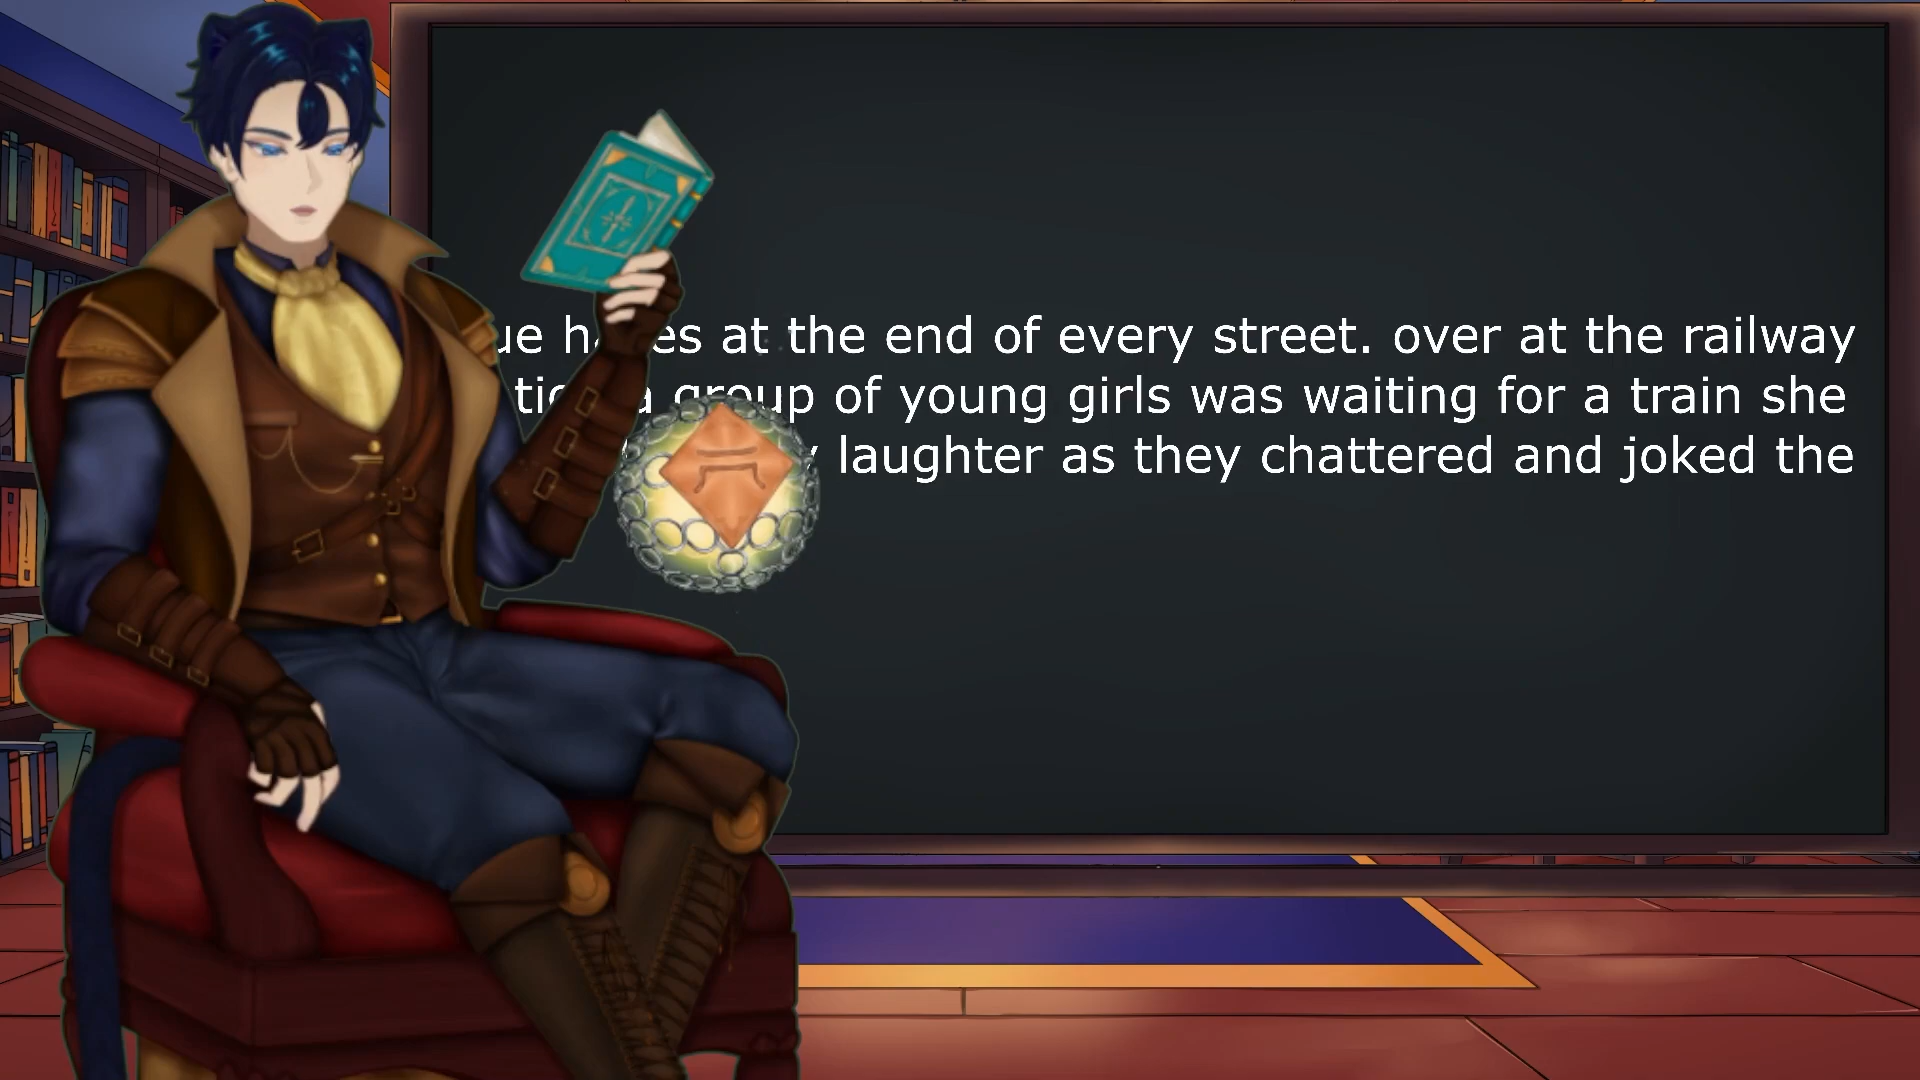 at the end of every street. over at the railway
a group of young girls was waiting for a train she
laughter as they chattered and joked the